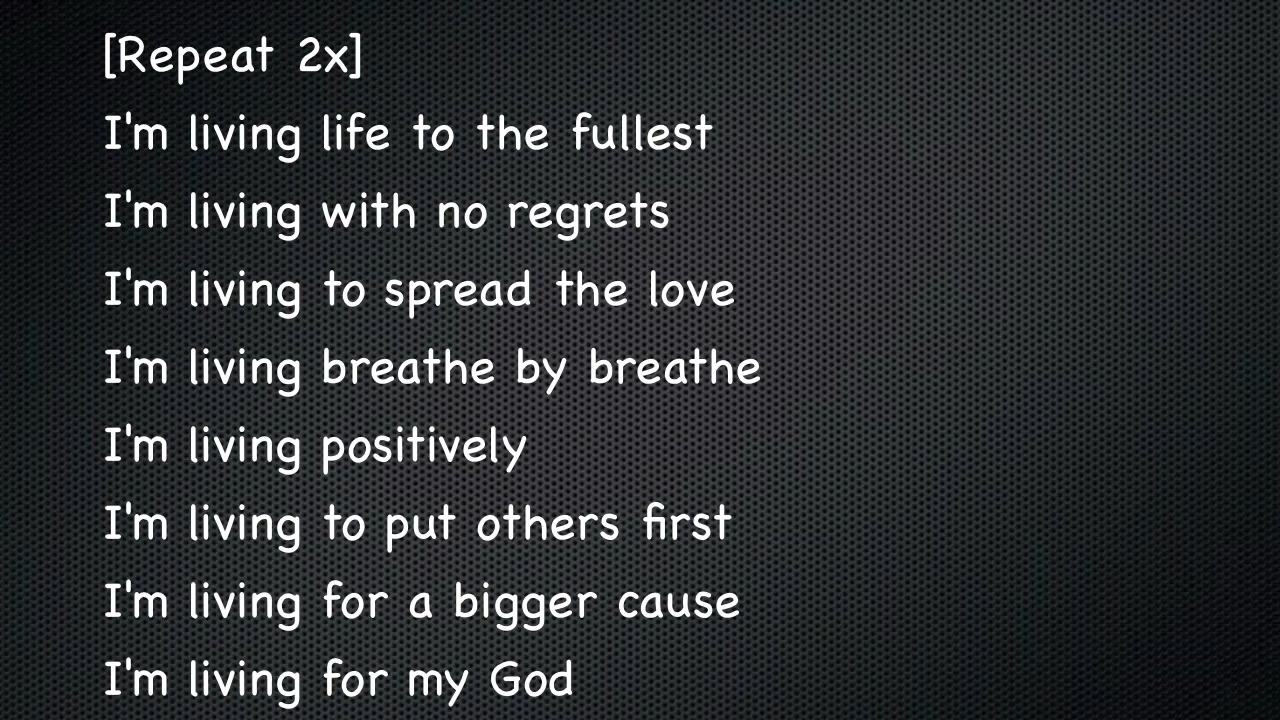 [Repeat 2x]
I'm living life to the fullest
I'm living with no regrets
I'm living to spread the love
I'm living breathe by breathe
I'm living positively
I'm living to put others first
I'm living for a bigger cause
I'm living for my God